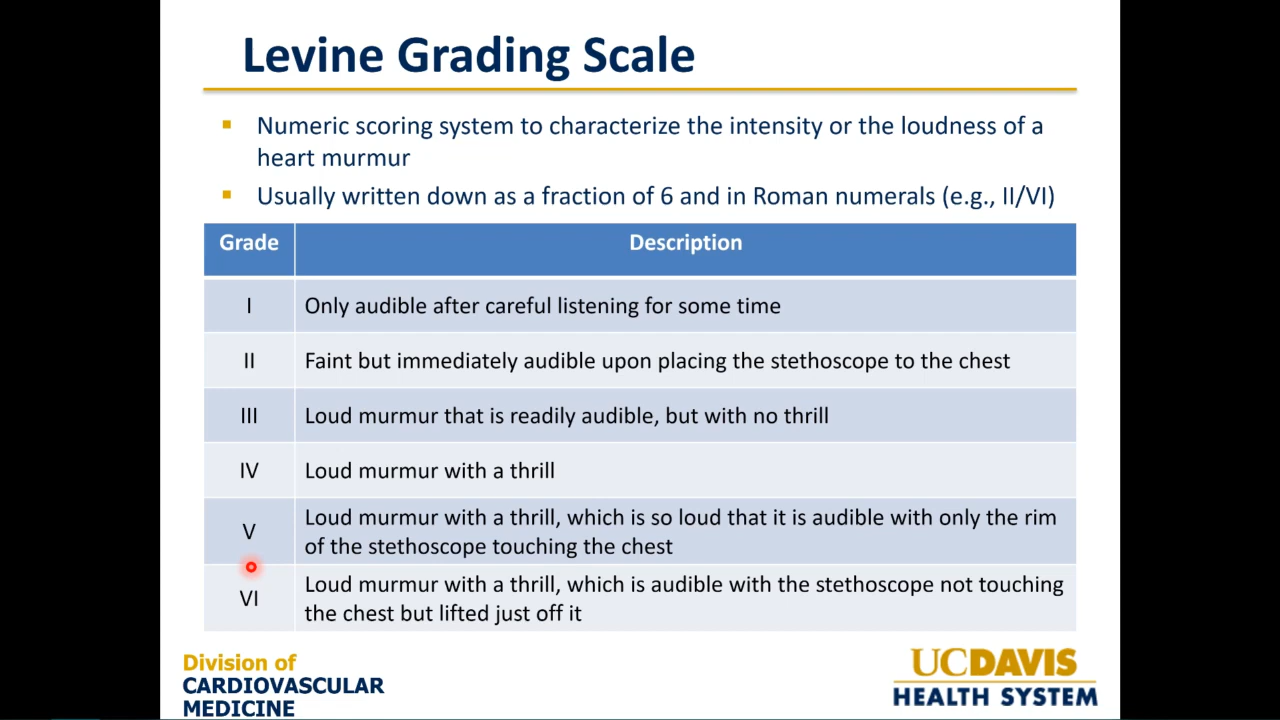 Levine Grading Scale
Numeric scoring system to characterize the intensity or the loudness of a
heart murmur
Usually written down as a fraction of 6 and in Roman numerals (e.g., II/VI)
Grade Description
I Only audible after careful listening for some time
II Faint but immediately audible upon placing the stethoscope to the chest
III Loud murmur that is readily audible, but with no thrill
IV Loud murmur with a thrill
V Loud murmur with a thrill, which is so loud that it is audible with only the rim
of the stethoscope touching the chest
VI Loud murmur with a thrill, which is audible with the stethoscope not touching
the chest but lifted just off it
Division of
CARDIOVASCULAR
MEDICINE
UCDAVIS
HEALTH SYSTEM